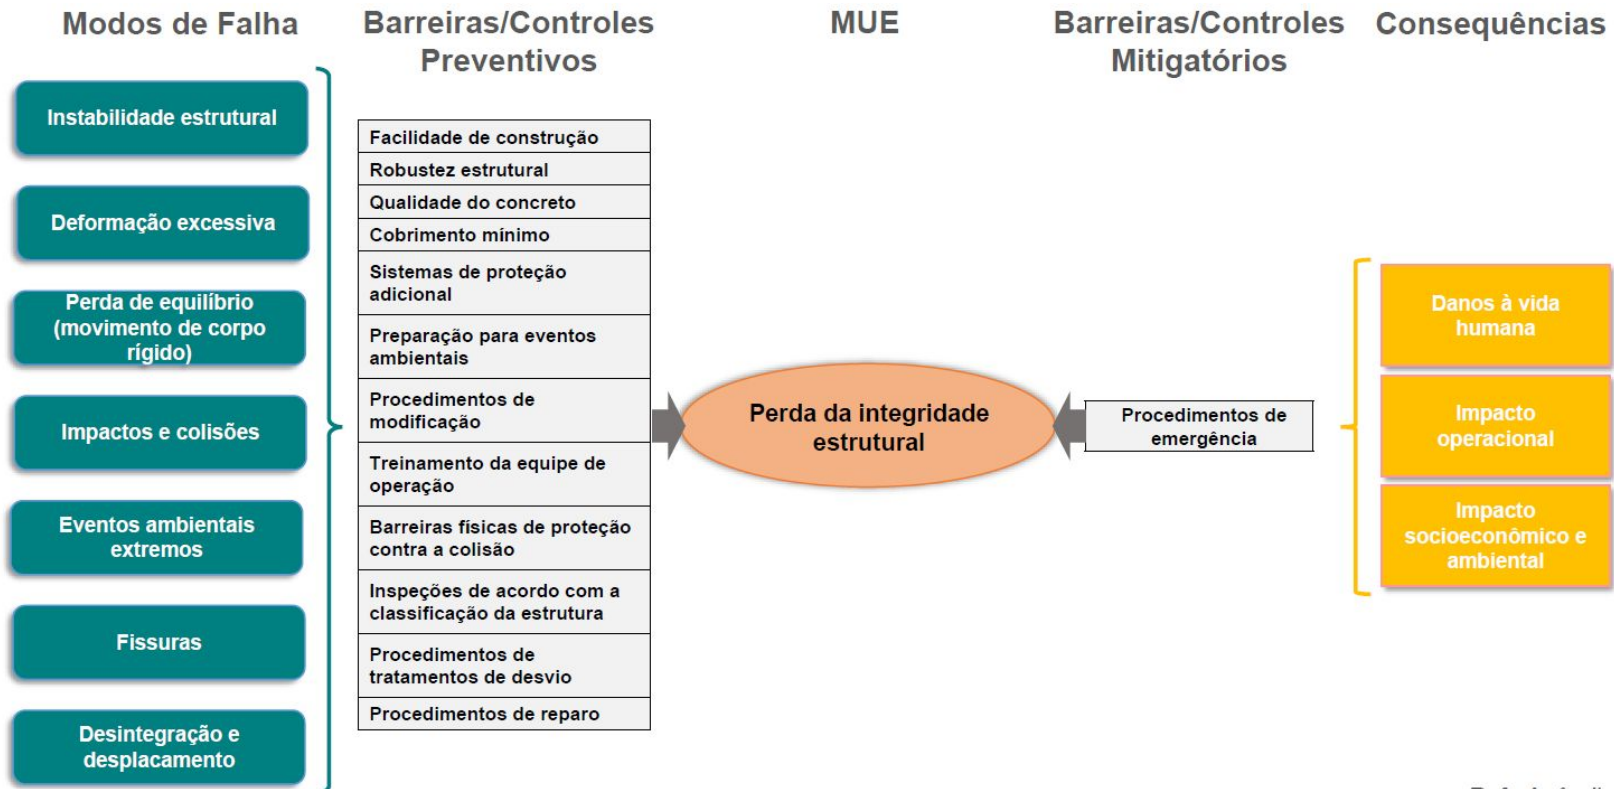 Modos de Falha
Instabilidade estrutural
Deformação excessiva
Perda de equilíbrio
(movimento de corpo
rígido)
Impactos e colisões
Eventos ambientais
extremos
Fissuras
Desintegração e
desplacamento
Barreiras/Controles
Preventivos
Facilidade de construção
Robustez estrutural
Qualidade do concreto
Cobrimento mínimo
Sistemas de proteção
adicional
Preparação para eventos
ambientais
Procedimentos de
modificação
Treinamento da equipe de
operação
Barreiras físicas de proteção
contra a colisão
Inspeções de acordo com a
classificação da estrutura
Procedimentos de
tratamentos de desvio
Procedimentos de reparo
MUE
Perda da integridade
estrutural
Barreiras/Controles
Mitigatórios
Procedimentos de
emergência
Consequências
Danos à vida
humana
Impacto
operacional
Impacto
socioeconômico e
ambiental